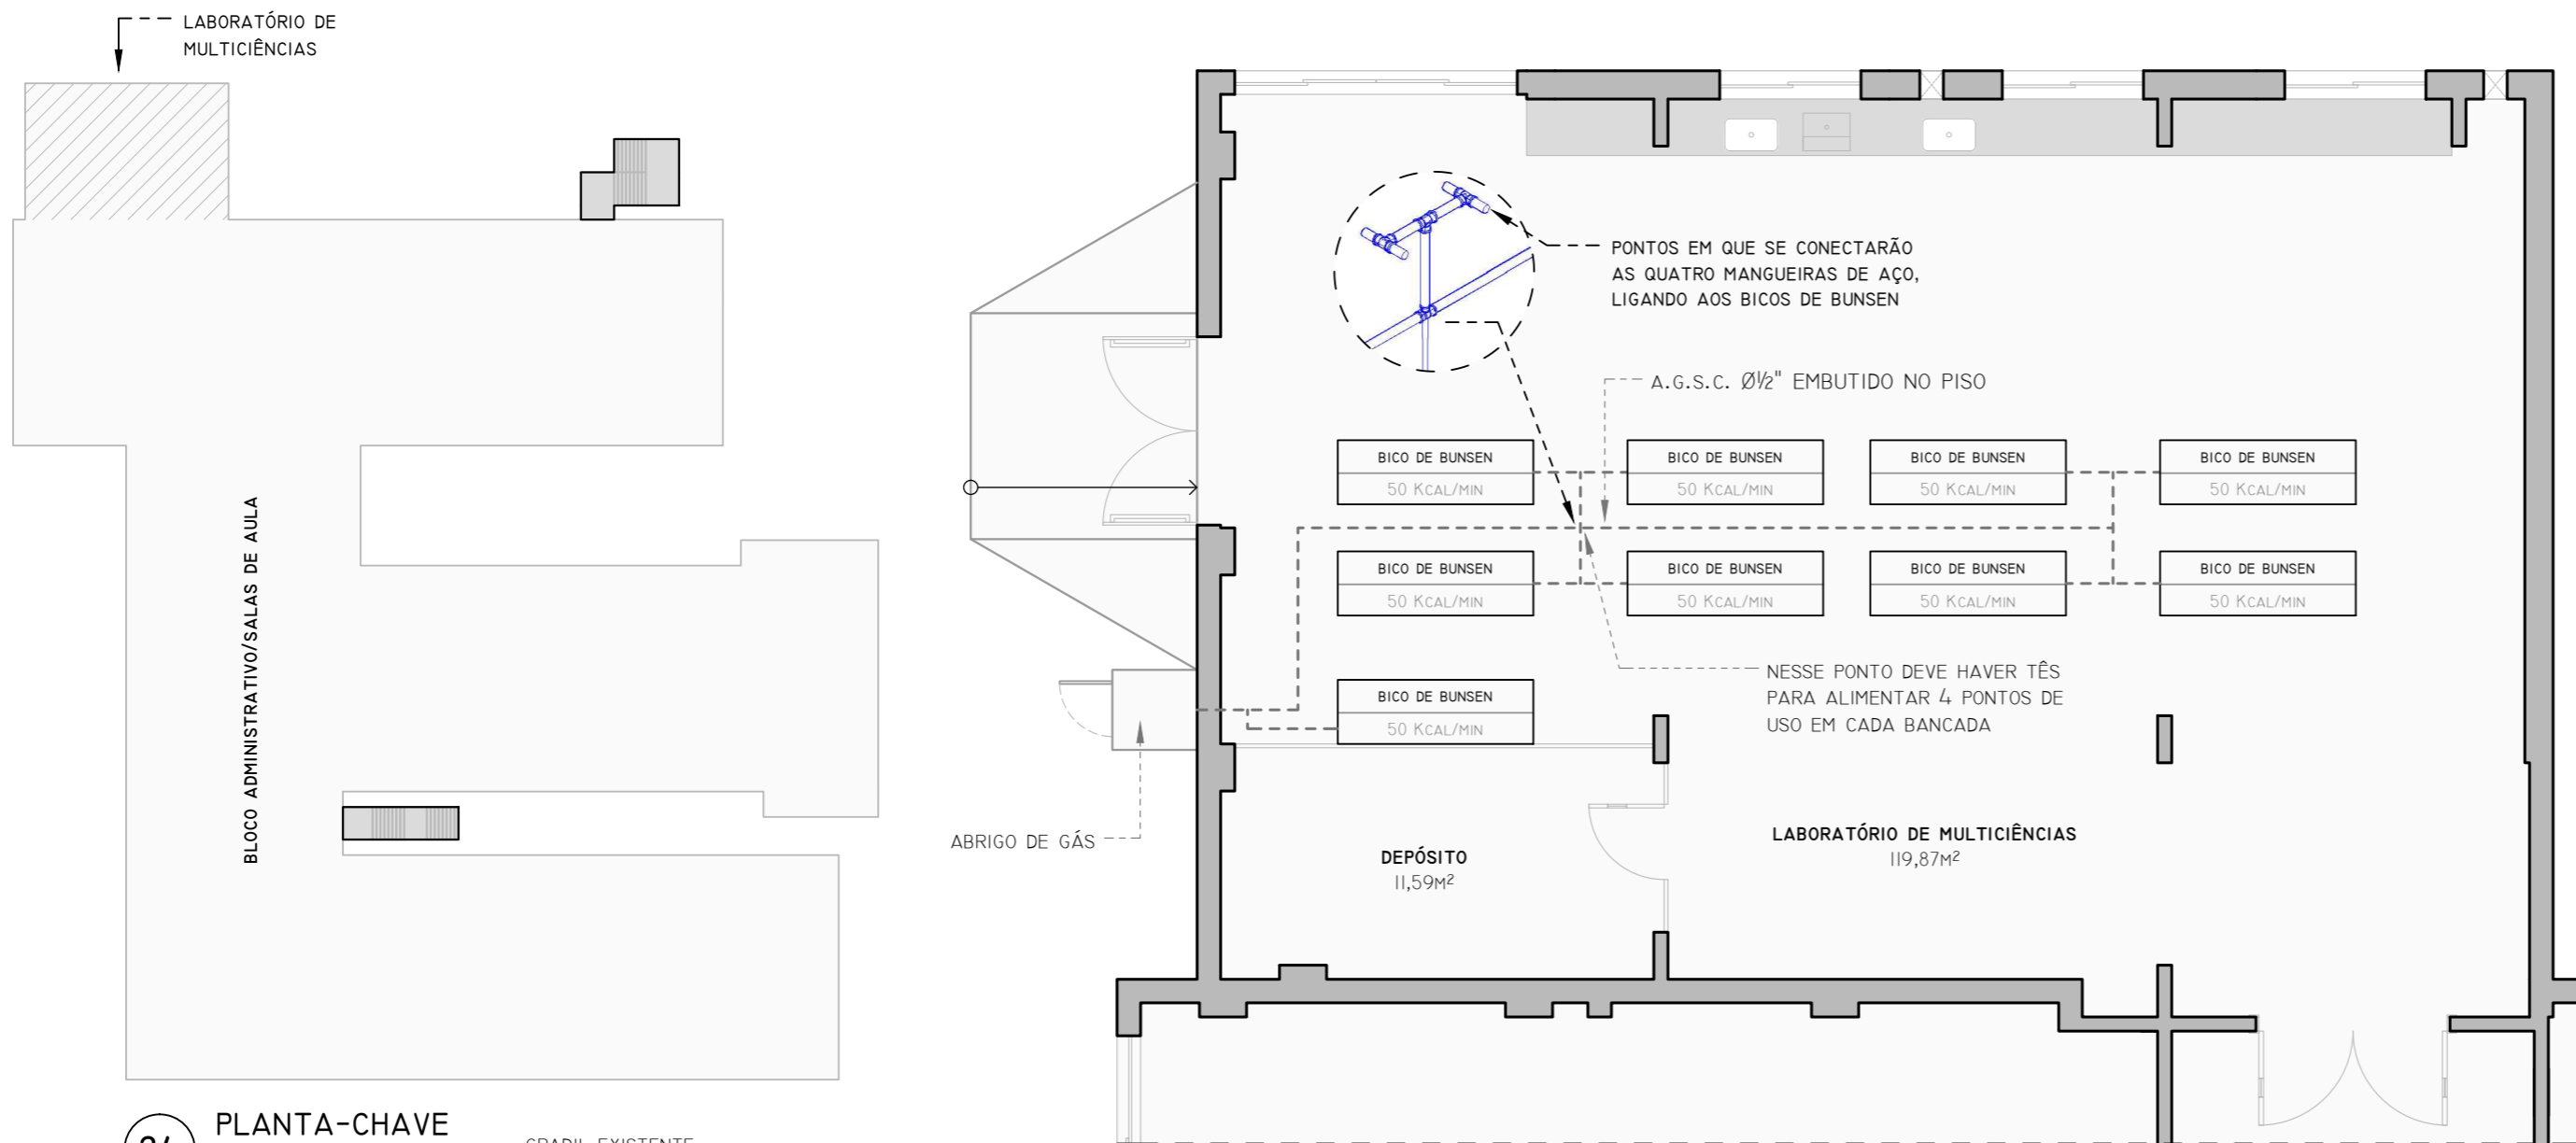 LABORATÓRIO DE
MULTICIÊNCIAS
BLOCO ADMINISTRATIVO/SALAS DE AULA
PLANTA-CHAVE
PONTOS EM QUE SE CONECTARÃO
AS QUATRO MANGUEIRAS DE AÇO,
LIGANDO AOS BICOS DE BUNSEN
A.G.S.C. Ø½" EMBUTIDO NO PISO
BICO DE BUNSEN
50 KCAL/MIN
BICO DE BUNSEN
50 KCAL/MIN
BICO DE BUNSEN
50 KCAL/MIN
BICO DE BUNSEN
50 KCAL/MIN
BICO DE BUNSEN
50 KCAL/MIN
BICO DE BUNSEN
50 KCAL/MIN
BICO DE BUNSEN
50 KCAL/MIN
BICO DE BUNSEN
50 KCAL/MIN
BICO DE BUNSEN
50 KCAL/MIN
NESSE PONTO DEVE HAVER TÊS
PARA ALIMENTAR 4 PONTOS DE
USO EM CADA BANCADA
ABRIGO DE GÁS
DEPÓSITO
11,59M²
LABORATÓRIO DE MULTICIÊNCIAS
119,87M²